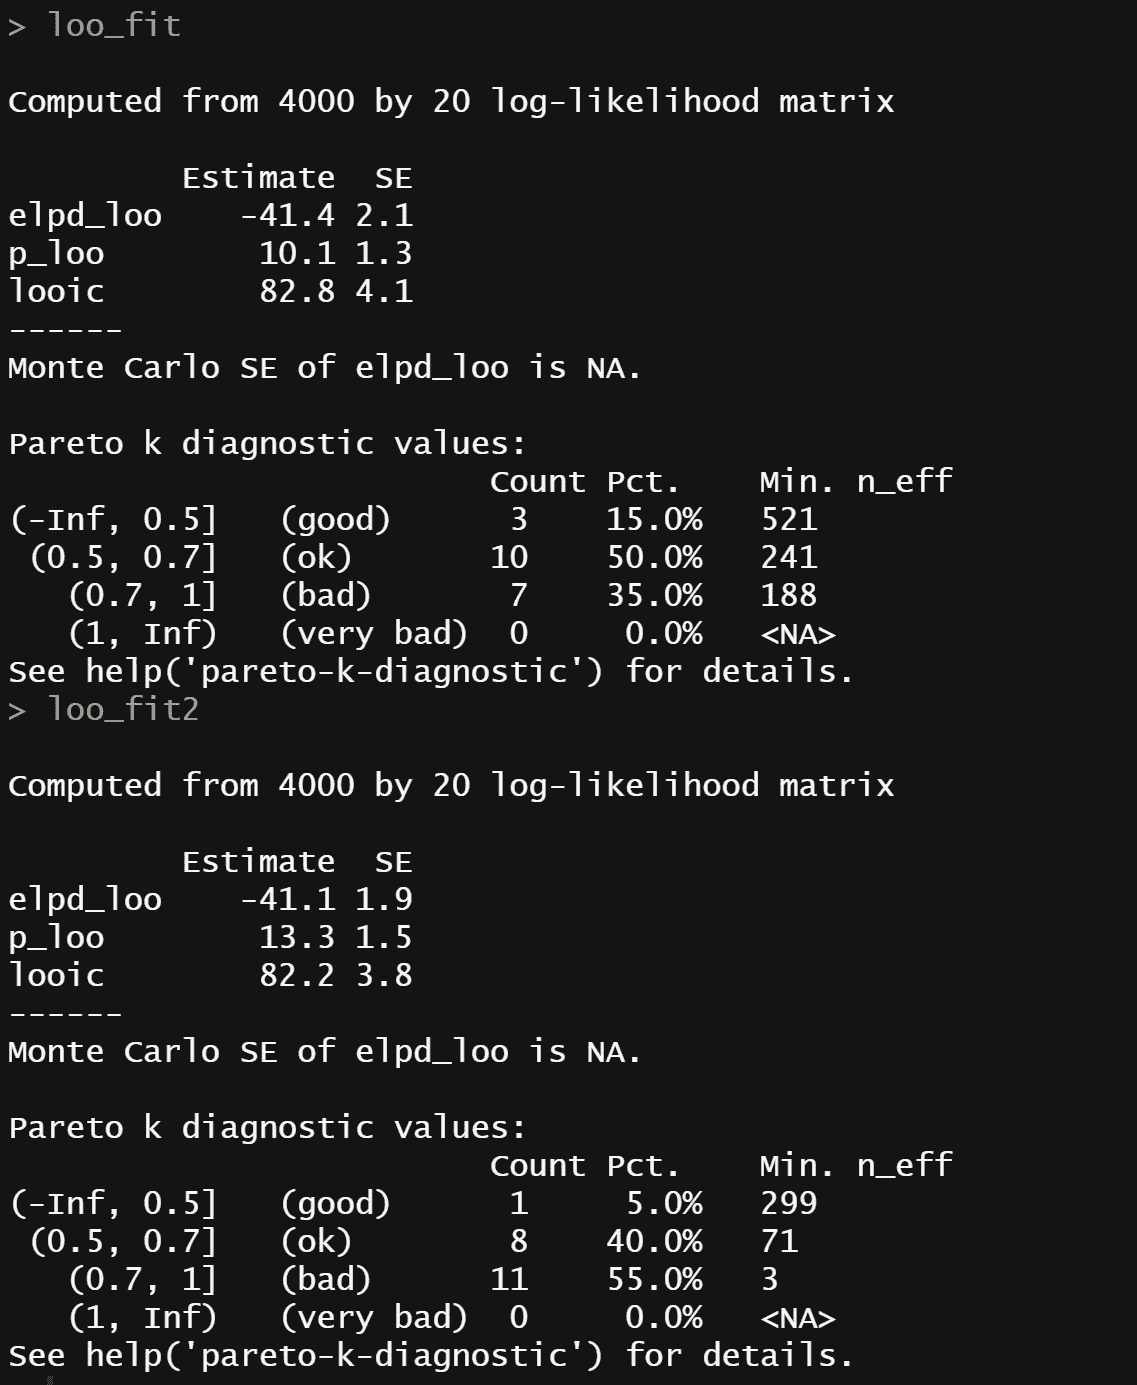 > loo_fit
Computed from 4000 by 20 log-likelihood matrix
Estimate SE
elpd_loo -41.4 2.1
p_loo 10.1 1.3
looic 82.8 4.1
------
Monte Carlo SE of elpd_loo is NA.
Pareto k diagnostic values:
Count Pct. Min. n_eff
(-Inf, 0.5] (good) 3 15.0% 521
(0.5, 0.7] (ok) 10 50.0% 241
(0.7, 1] (bad) 7 35.0% 188
(1, Inf) (very bad) 0 0.0% <NA>
See help('pareto-k-diagnostic') for details.
> loo_fit2
Computed from 4000 by 20 log-likelihood matrix
Estimate SE
elpd_loo -41.1 1.9
p_loo 13.3 1.5
looic 82.2 3.8
------
Monte Carlo SE of elpd_loo is NA.
Pareto k diagnostic values:
Count Pct. Min. n_eff
(-Inf, 0.5] (good) 1 5.0% 299
(0.5, 0.7] (ok) 8 40.0% 71
(0.7, 1] (bad) 11 55.0% 3
(1, Inf) (very bad) 0 0.0% <NA>
See help('pareto-k-diagnostic') for details.